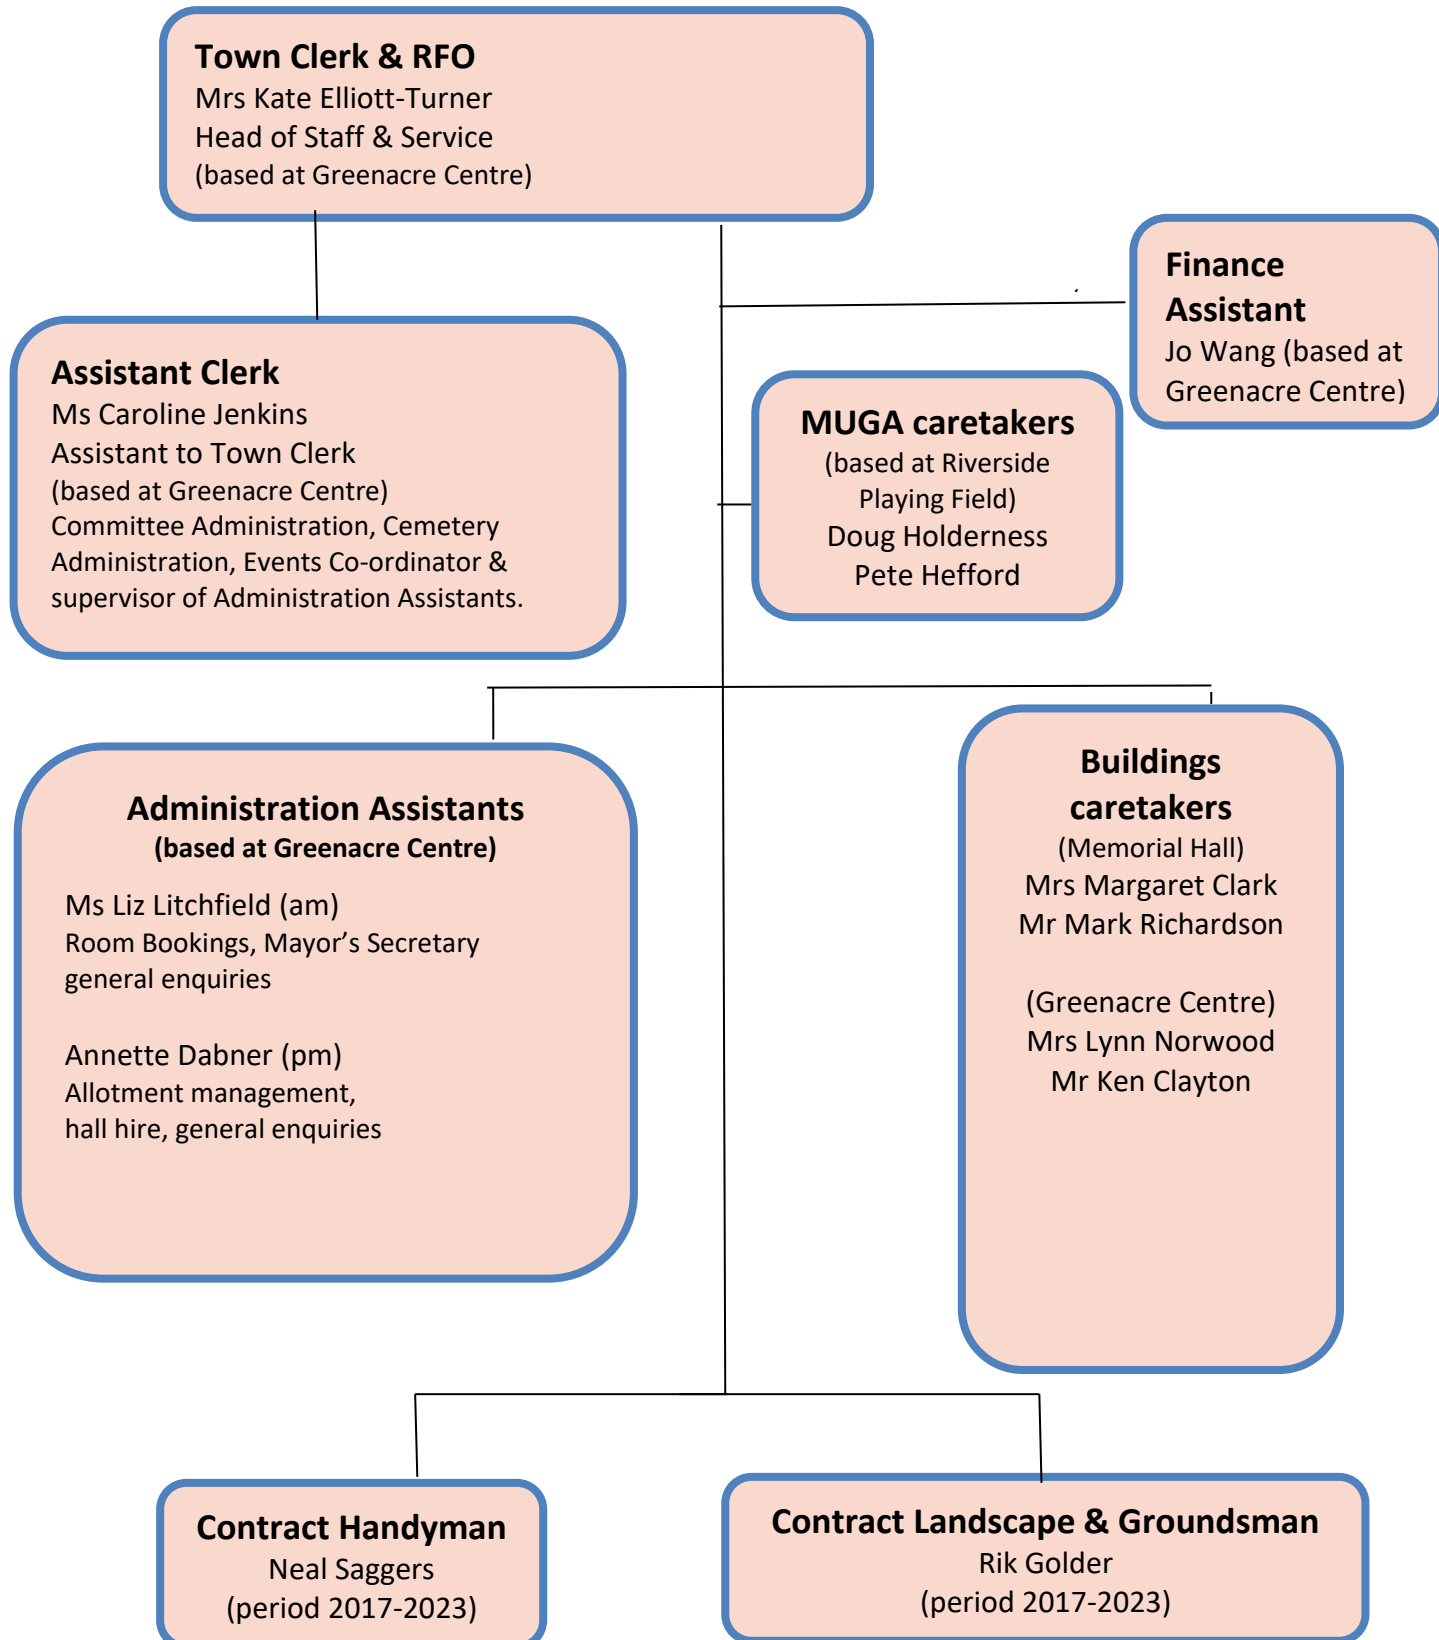 Town Clerk & RFO
Mrs Kate Elliott-Turner
Head of Staff & Service
(based at Greenacre Centre)
Finance
Assistant
Jo Wang (based at
Greenacre Centre)
Assistant Clerk
Ms Caroline Jenkins
Assistant to Town Clerk
(based at Greenacre Centre)
Committee Administration, Cemetery
Administration, Events Co-ordinator &
supervisor of Administration Assistants.
MUGA caretakers
(based at Riverside
Playing Field)
Doug Holderness
Pete Hefford
Administration Assistants
(based at Greenacre Centre)
Ms Liz Litchfield (am)
Room Bookings, Mayor’s Secretary
general enquiries
Annette Dabner (pm)
Allotment management,
hall hire, general enquiries
Buildings
caretakers
(Memorial Hall)
Mrs Margaret Clark
Mr Mark Richardson
(Greenacre Centre)
Mrs Lynn Norwood
Mr Ken Clayton
Contract Handyman
Neal Saggers
(period 2017-2023)
Contract Landscape & Groundsman
Rik Golder
(period 2017-2023)